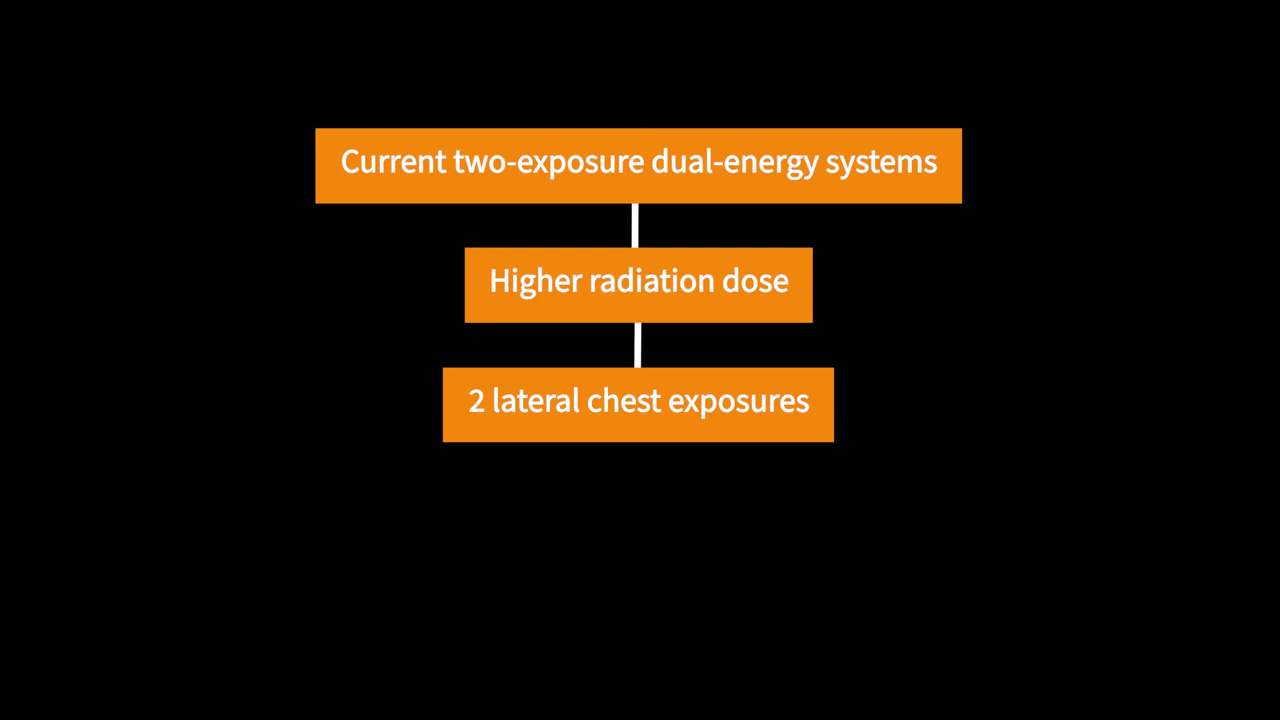 Current two-exposure dual-energy systems
Higher radiation dose
2 lateral chest exposures